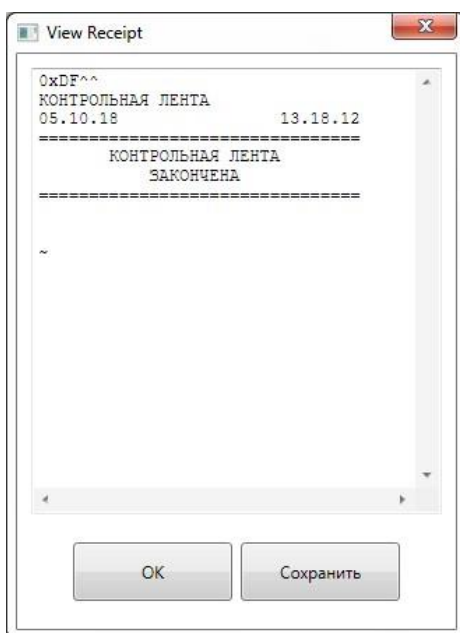 View Receipt
0xDF^^
КОНТРОЛЬНАЯ ЛЕНТА
05.10.18 13.18.12
================================
КОНТРОЛЬНАЯ ЛЕНТА
ЗАКОНЧЕНА
================================
~
OK
Сохранить